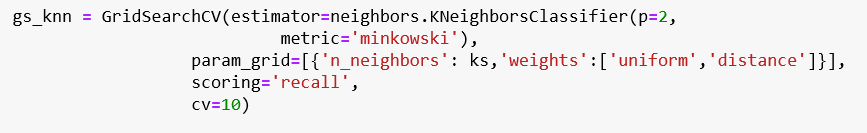 gs_knn = GridSearchCV(estimator=neighbors.KNeighborsClassifier(p=2,
metric='minkowski'),
param_grid=[{'n_neighbors': ks,'weights':['uniform','distance']}],
scoring='recall',
cv=10)